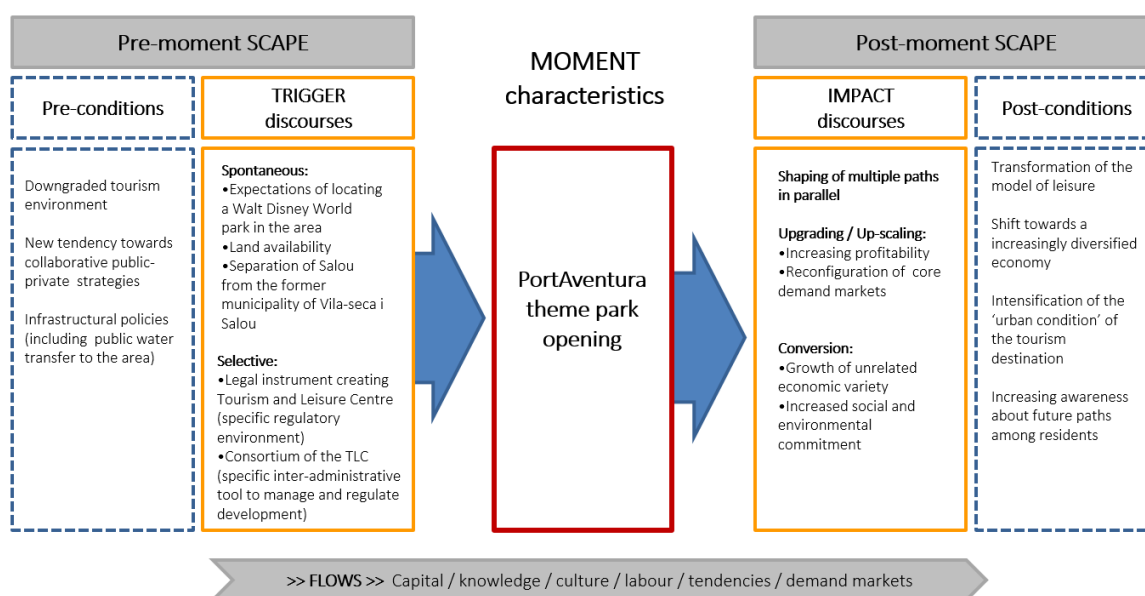 Pre-moment SCAPE
Pre-conditions
Downgraded tourism
environment
New tendency towards
collaborative public-
private strategies
Infrastructural policies
(including public water
transfer to the area)
TRIGGER
discourses
Spontaneous:
•Expectations of locating
a Walt Disney World
park in the area
•Land availability
•Separation of Salou
from the former
municipality of Vila-seca i
Salou
Selective:
•Legal instrument creating
Tourism and Leisure Centre
(specific regulatory
environment)
•Consortium of the TLC
(specific inter-administrative
tool to manage and regulate
development)
MOMENT
characteristics
PortAventura
theme park
opening
Post-moment SCAPE
IMPACT
discourses
Shaping of multiple paths
in parallel
Upgrading / Up-scaling:
•Increasing profitability
•Reconfiguration of core
demand markets
Conversion:
•Growth of unrelated
economic variety
•Increased social and
environmental
commitment
Post-conditions
Transformation of the
model of leisure
Shift towards a
increasingly diversified
economy
Intensification of the
‘urban condition’ of
the tourism
destination
Increasing awareness
about future paths
among residents
>> FLOWS >> Capital / knowledge / culture / labour / tendencies / demand markets